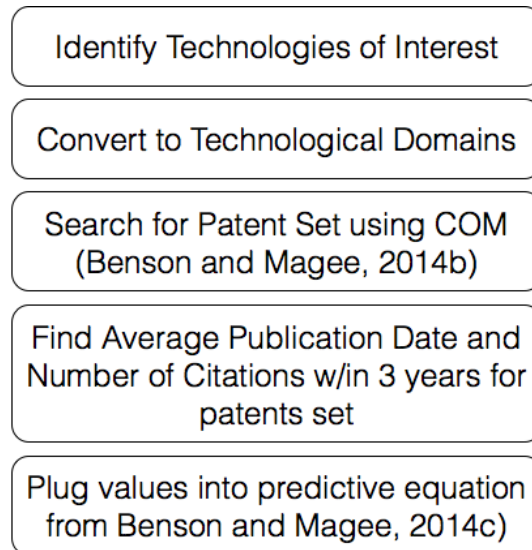 Identify Technologies of Interest
Convert to Technological Domains
Search for Patent Set using COM
(Benson and Magee, 2014b)
Find Average Publication Date and
Number of Citations w/in 3 years for
patents set
Plug values into predictive equation
from Benson and Magee, 2014c)